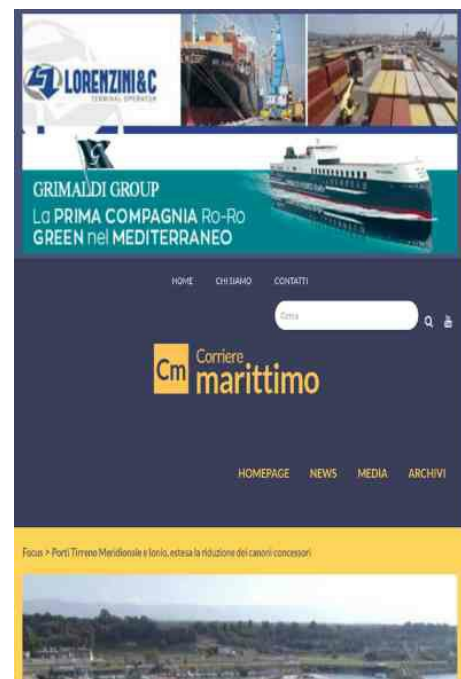 LORENZINI&C
TERMINAL OPERATOR
GRIMALDI GROUP
La PRIMA COMPAGNIA Ro-Ro
GREEN nel MEDITERRANEO
HOME CHI SIAMO CONTATTI
Cerca
Cm Corriere
marittimo
HOMEPAGE NEWS MEDIA ARCHIVI
Focus > Porti Tirreno Meridionale e Ionio, estesa la riduzione dei canoni concessori